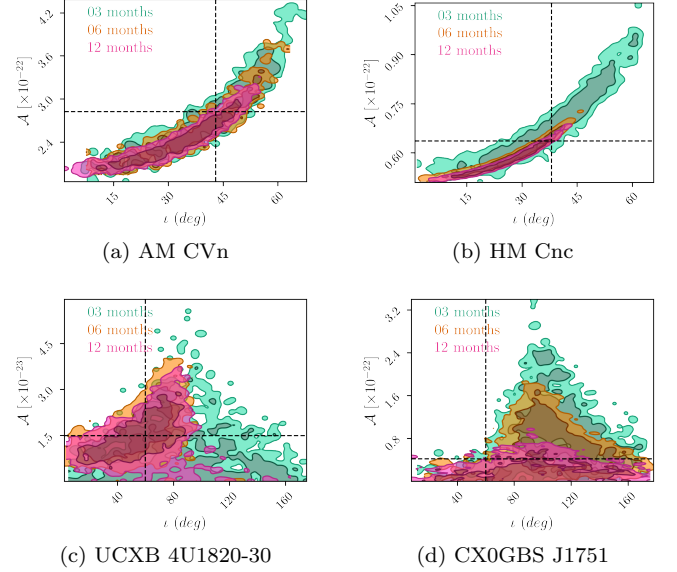 03 months
06 months
12 months
4.2
3.6
3.0
2.4
A [×10−22]
15
30
45
60
ι (deg)
(a) AM CVn
03 months
06 months
12 months
1.05
0.90
0.75
0.60
A [×10−22]
15
30
45
60
ι (deg)
(b) HM Cnc
03 months
06 months
12 months
4.5
3.0
1.5
A [×10−23]
40
80
120
160
ι (deg)
(c) UCXB 4U1820-30
03 months
06 months
12 months
3.2
2.4
1.6
0.8
A [×10−22]
40
80
120
160
ι (deg)
(d) CX0GBS J1751